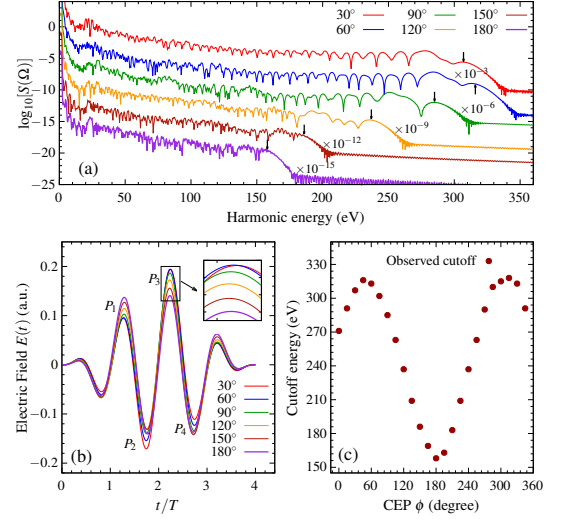 30° 90° 150°
60° 120° 180°
log₁₀[S(Ω)]
5
0
−5
−10
−15
−20
−25
×10⁻³
×10⁻⁶
×10⁻⁹
×10⁻¹²
×10⁻¹⁵
(a)
0 50 100 150 200 250 300 350
Harmonic energy (eV)
Electric Field E(t) (a.u.)
0.2
0.1
0.0
−0.1
−0.2
P₁
P₃
P₂
P₄
30°
60°
90°
120°
150°
180°
(b)
0 1 2 3 4 5
t/T
Cutoff energy (eV)
330
300
270
240
210
180
150
Observed cutoff
(c)
0 60 120 180 240 300 360
CEP ϕ (degree)